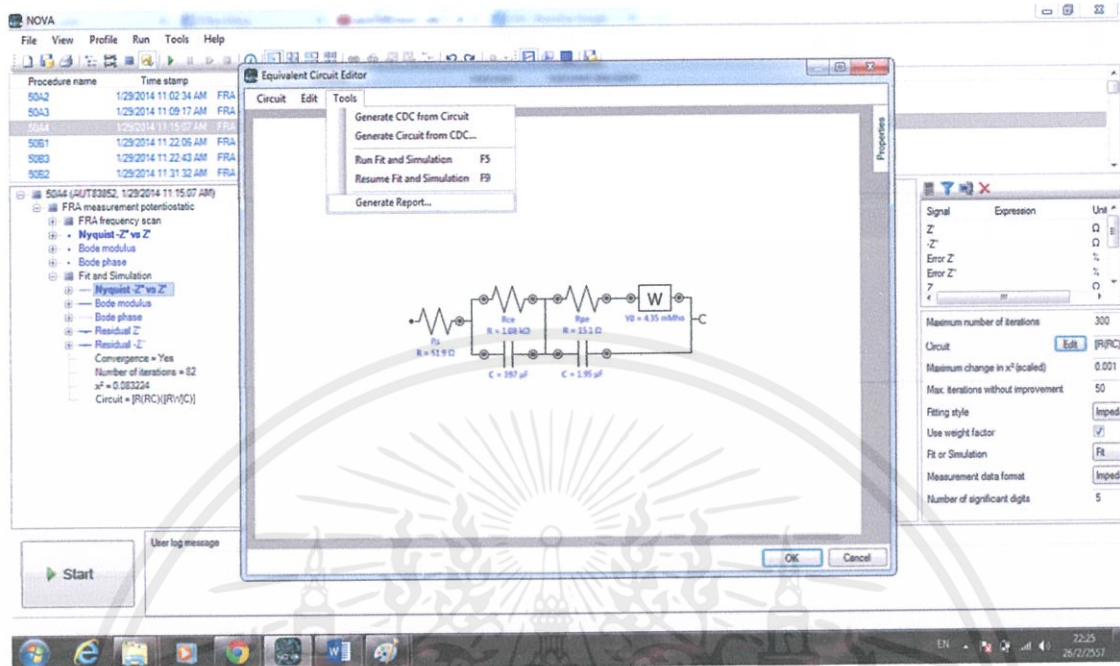 NOVA
File View Profile Run Tools Help
Procedure name Time stamp
50A2 1/29/2014 11:02:34 AM FRA
50A3 1/29/2014 11:09:17 AM FRA
50A4 1/29/2014 11:15:07 AM FRA
50B1 1/29/2014 11:22:06 AM FRA
50B3 1/29/2014 11:22:43 AM FRA
50B2 1/29/2014 11:31:32 AM FRA
50A4 (AUT83852, 1/29/2014 11:15:07 AM)
FRA measurement potentiostatic
FRA frequency scan
Nyquist -Z" vs Z'
Bode modulus
Bode phase
Fit and Simulation
Nyquist -Z" vs Z'
Bode modulus
Bode phase
Residual Z'
Residual -Z"
Convergence = Yes
Number of iterations = 82
x² = 0.083224
Circuit = [R(RC)([RW]C)]
User log message
Start
Equivalent Circuit Editor
Circuit Edit Tools
Generate CDC from Circuit
Generate Circuit from CDC...
Run Fit and Simulation F5
Resume Fit and Simulation F9
Generate Report...
Properties
Rs
R = 51.9 Ω
Rce
R = 1.08 kΩ
C = 397 µF
Rpe
R = 15.1 Ω
C = 1.95 µF
W
Y0 = 4.35 mMho
OK Cancel
Signal Expression Unit
Z' Ω
-Z" Ω
Error Z' %
Error Z" %
Z Ω
Maximum number of iterations 300
Circuit Edit [R(RC)
Maximum change in x² (scaled) 0.001
Max. iterations without improvement 50
Fitting style Imped
Use weight factor
Fit or Simulation Fit
Measurement data format Imped
Number of significant digits 5
EN 22:25
26/2/2557